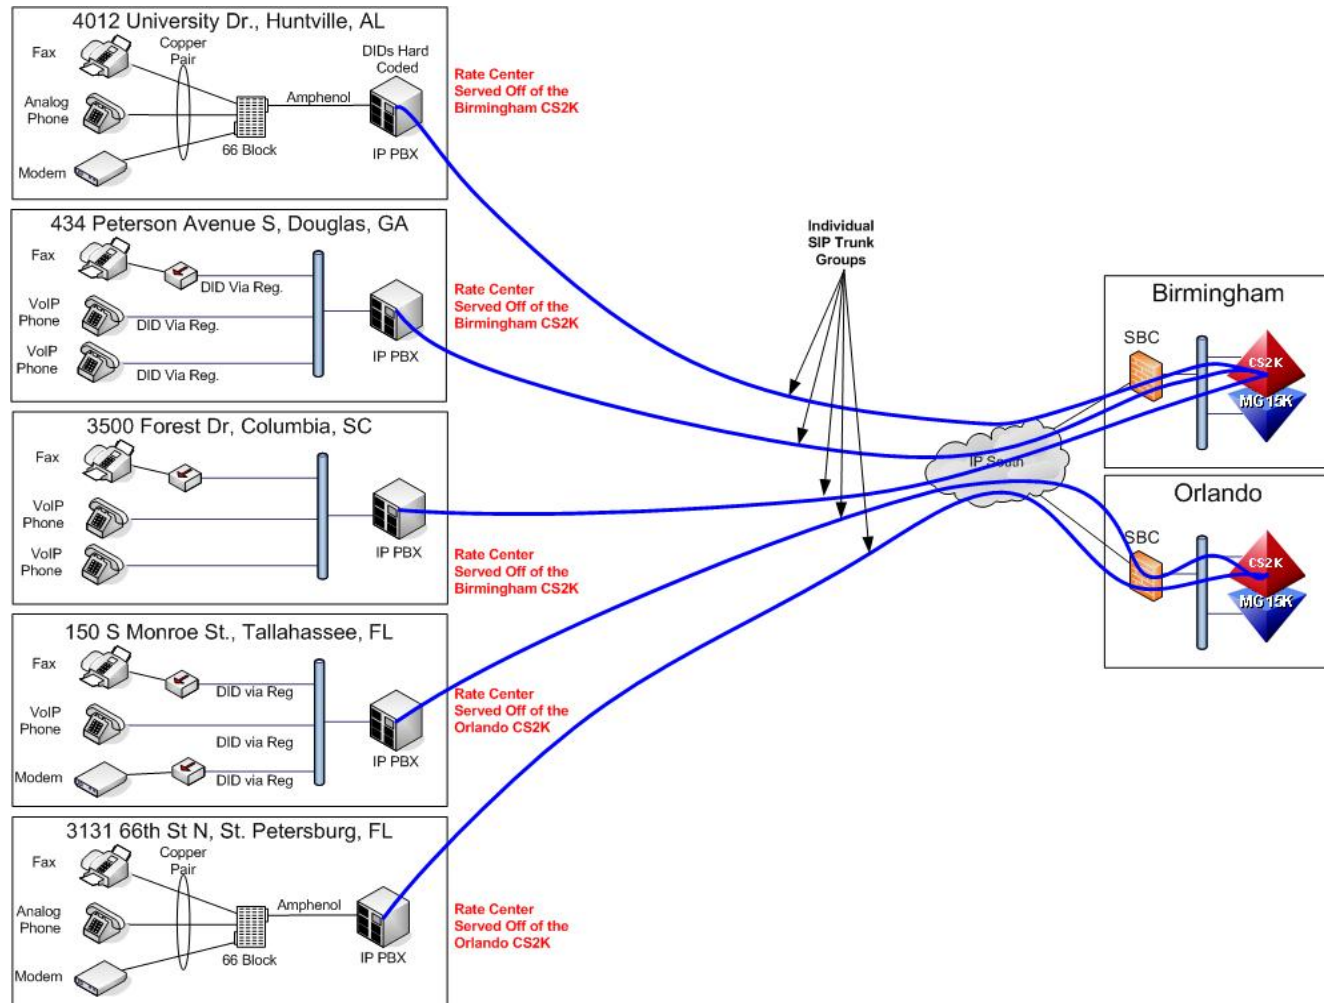 4012 University Dr., Huntville, AL
Fax
Copper
Pair
DIDs Hard
Coded
Analog
Phone
Amphenol
66 Block
IP PBX
Modem
Rate Center
Served Off of the
Birmingham CS2K
434 Peterson Avenue S, Douglas, GA
Fax
DID Via Reg.
VoIP
Phone
DID Via Reg.
VoIP
Phone
DID Via Reg.
IP PBX
Rate Center
Served Off of the
Birmingham CS2K
3500 Forest Dr, Columbia, SC
Fax
VoIP
Phone
VoIP
Phone
IP PBX
Rate Center
Served Off of the
Birmingham CS2K
150 S Monroe St., Tallahassee, FL
Fax
DID via Reg
VoIP
Phone
DID via Reg
Modem
DID via Reg
IP PBX
Rate Center
Served Off of the
Orlando CS2K
3131 66th St N, St. Petersburg, FL
Fax
Copper
Pair
Analog
Phone
Amphenol
66 Block
IP PBX
Modem
Rate Center
Served Off of the
Orlando CS2K
Individual
SIP Trunk
Groups
IP South
Birmingham
SBC
CS2K
MG15K
Orlando
SBC
CS2K
MG15K